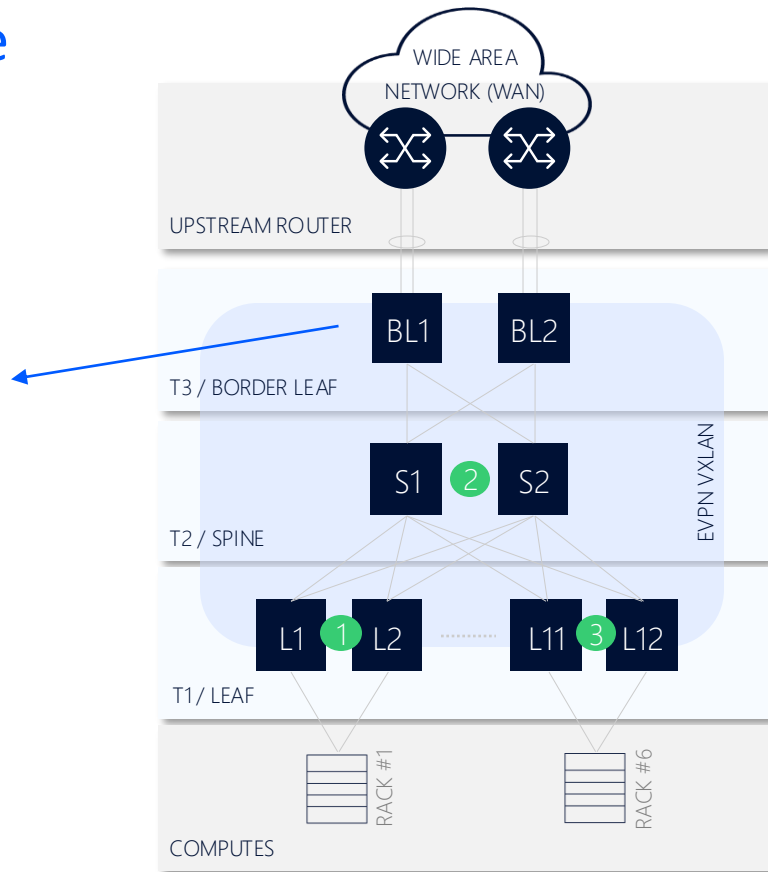 e
WIDE AREA
NETWORK (WAN)
UPSTREAM ROUTER
BL1
BL2
T3 / BORDER LEAF
EVPN VXLAN
S1
2
S2
T2 / SPINE
L1
1
L2
L11
3
L12
T1 / LEAF
RACK #1
RACK #6
COMPUTES